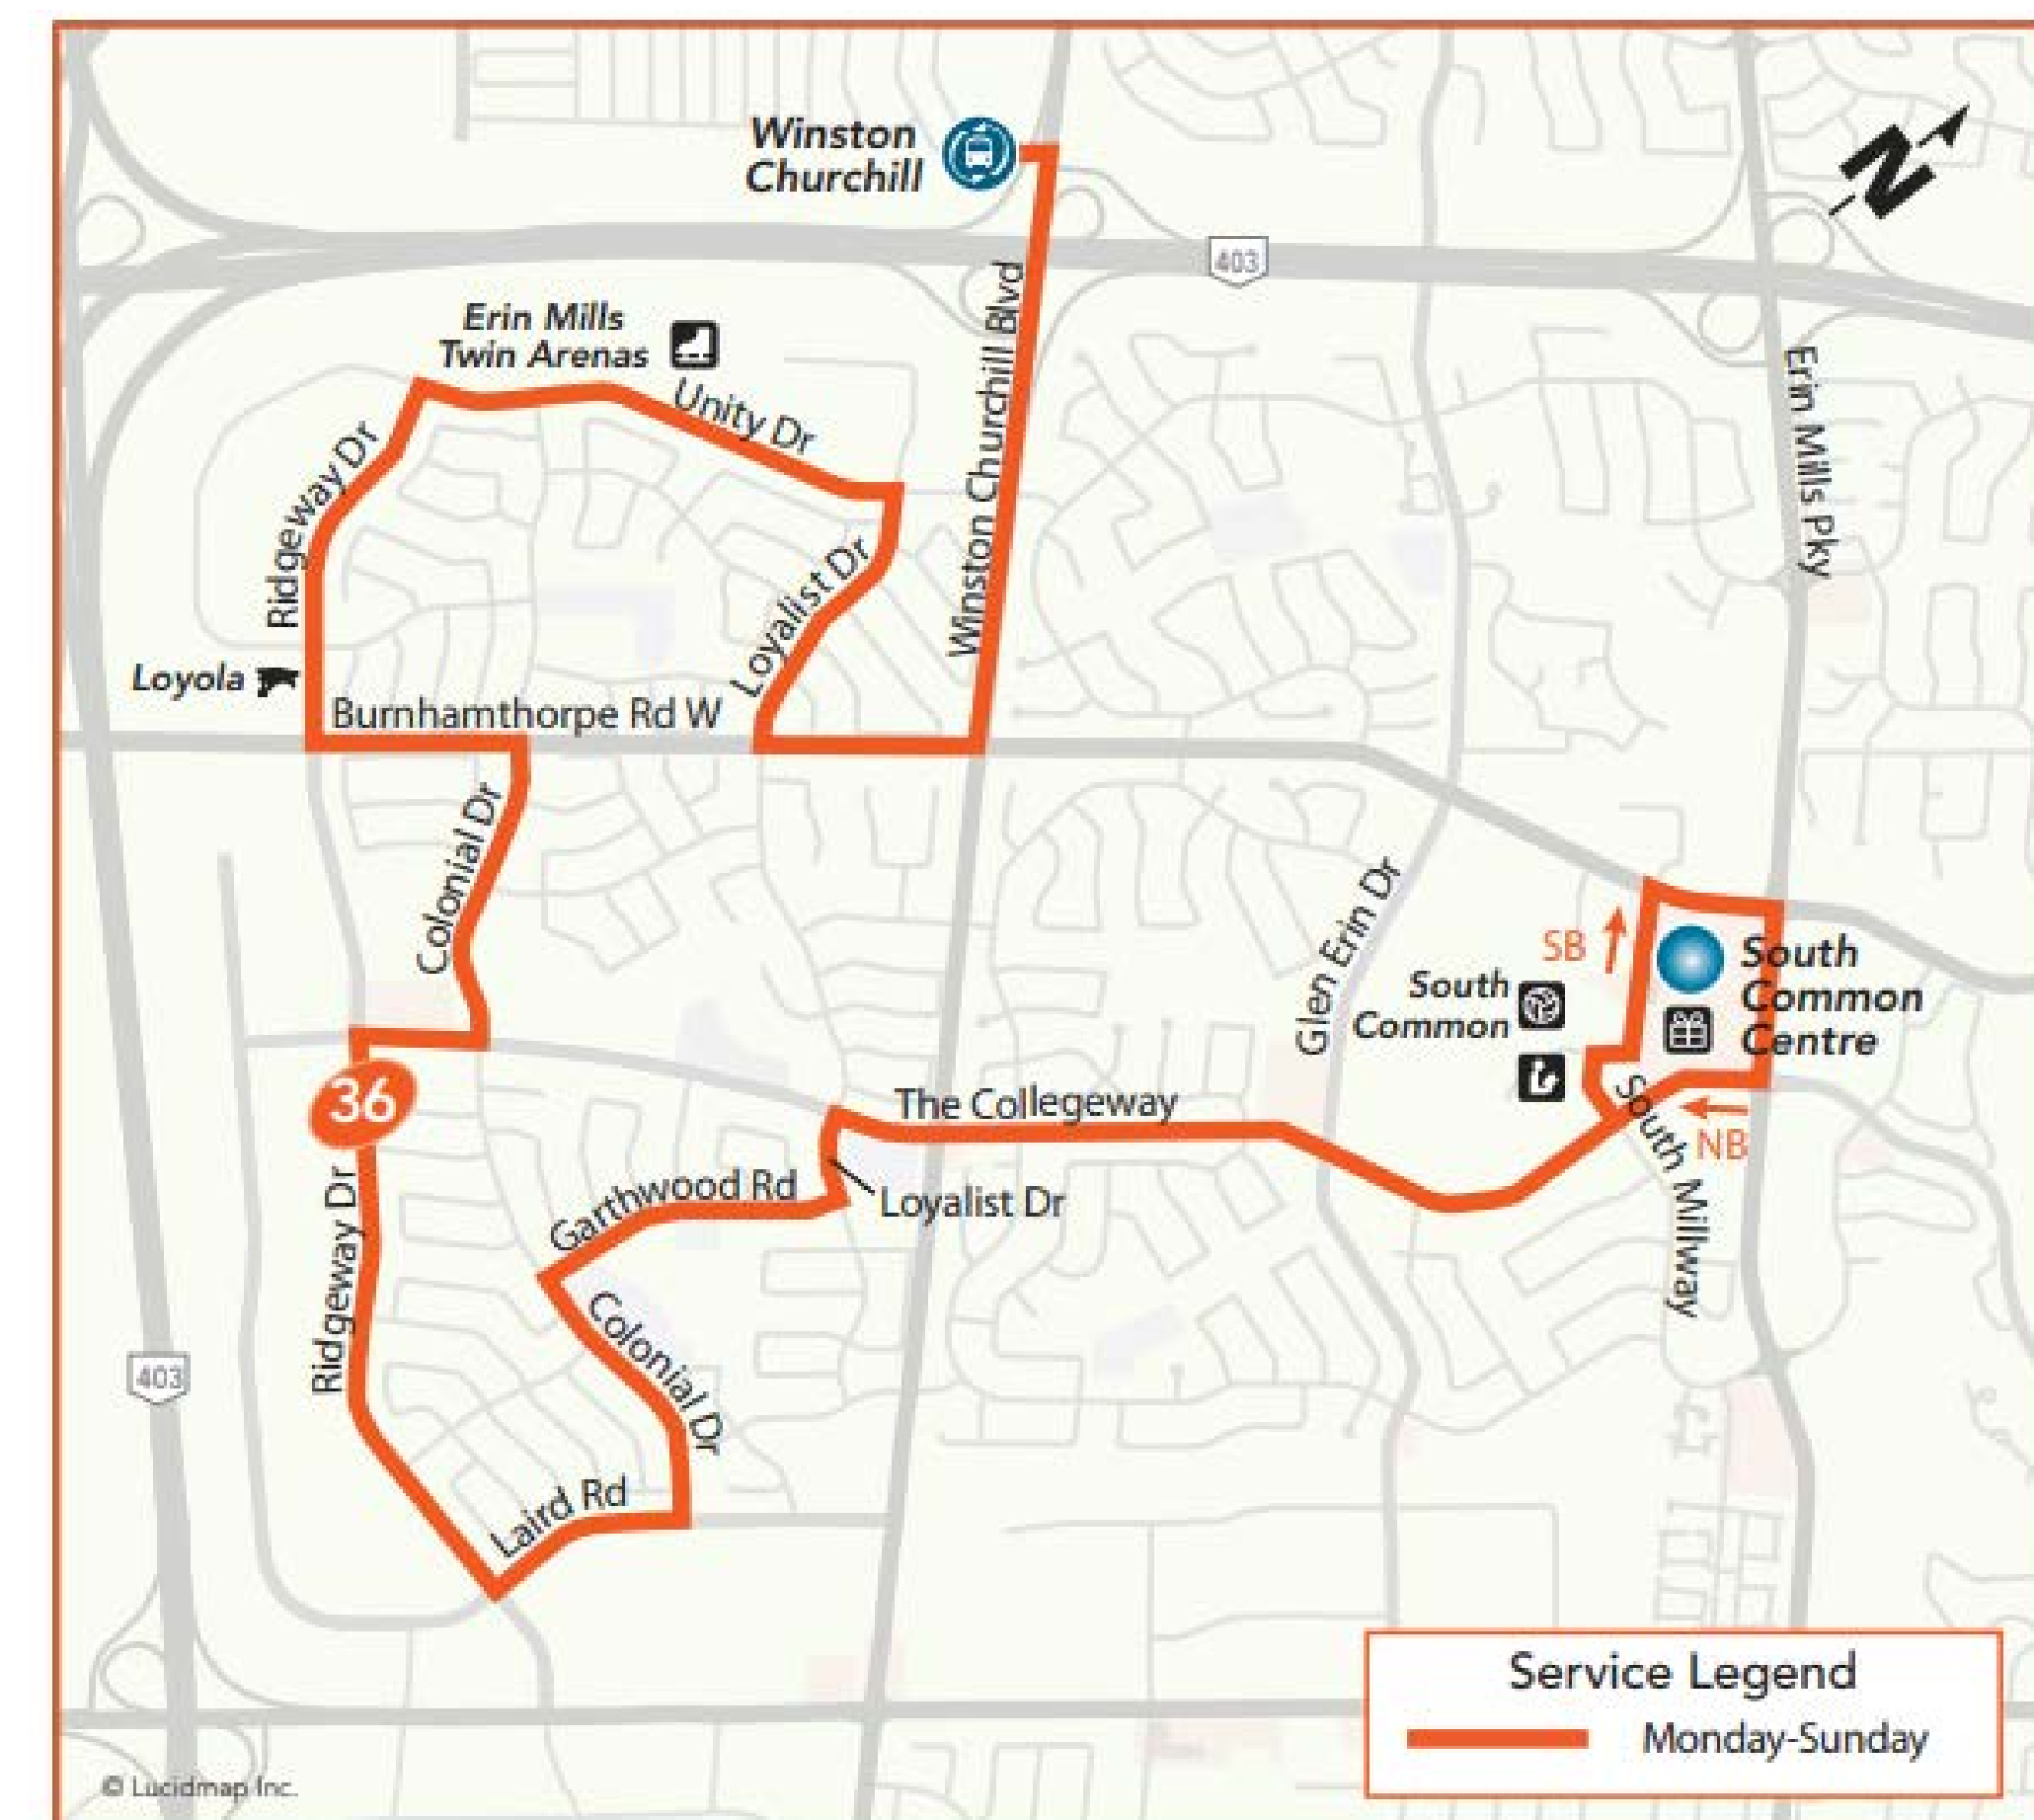 Winston
Churchill
N
403
Erin Mills
Twin Arenas
Unity Dr
Winston Churchill Blvd
Erin Mills Pky
Ridgeway Dr
Loyalist Dr
Loyola
Burnhamthorpe Rd W
Colonial Dr
Glen Erin Dr
SB
South
Common
Centre
South
Common
36
The Collegeway
South Millway
NB
Garthwood Rd
Loyalist Dr
Ridgeway Dr
Colonial Dr
403
Laird Rd
Service Legend
Monday-Sunday
© Lucidmap Inc.